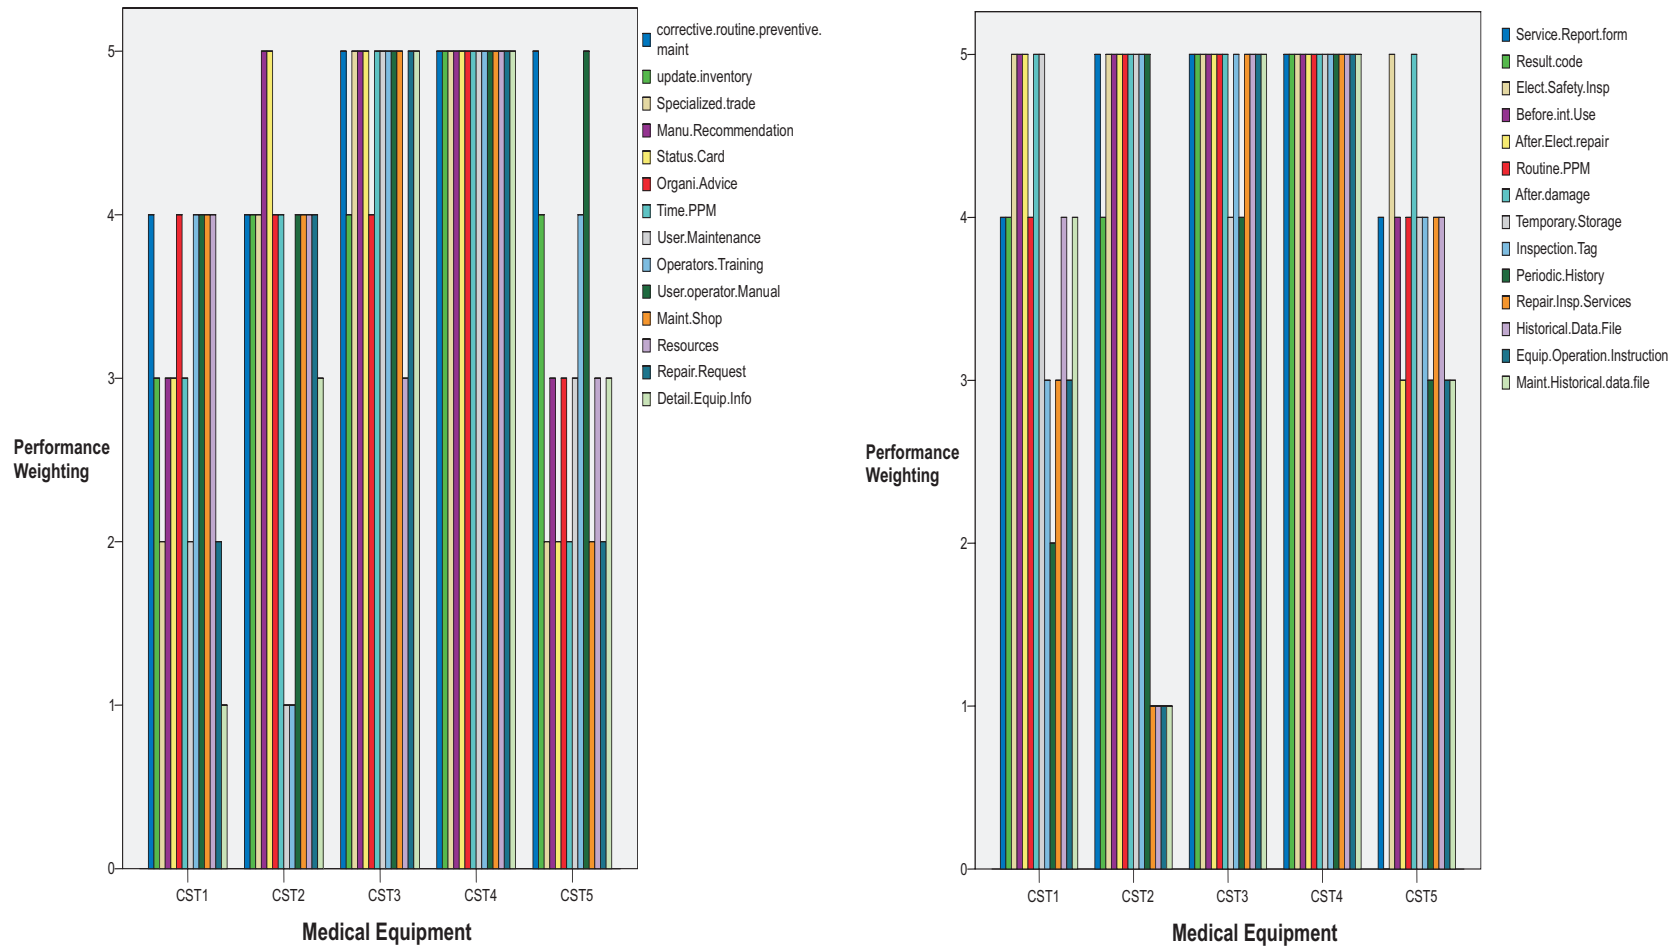 5
4
3
2
1
0
Performance
Weighting
CST1
CST2
CST3
CST4
CST5
Medical Equipment
corrective.routine.preventive.
maint
update.inventory
Specialized.trade
Manu.Recommendation
Status.Card
Organi.Advice
Time.PPM
User.Maintenance
Operators.Training
User.operator.Manual
Maint.Shop
Resources
Repair.Request
Detail.Equip.Info
5
4
3
2
1
0
Performance
Weighting
CST1
CST2
CST3
CST4
CST5
Medical Equipment
Service.Report.form
Result.code
Elect.Safety.Insp
Before.int.Use
After.Elect.repair
Routine.PPM
After.damage
Temporary.Storage
Inspection.Tag
Periodic.History
Repair.Insp.Services
Historical.Data.File
Equip.Operation.Instruction
Maint.Historical.data.file